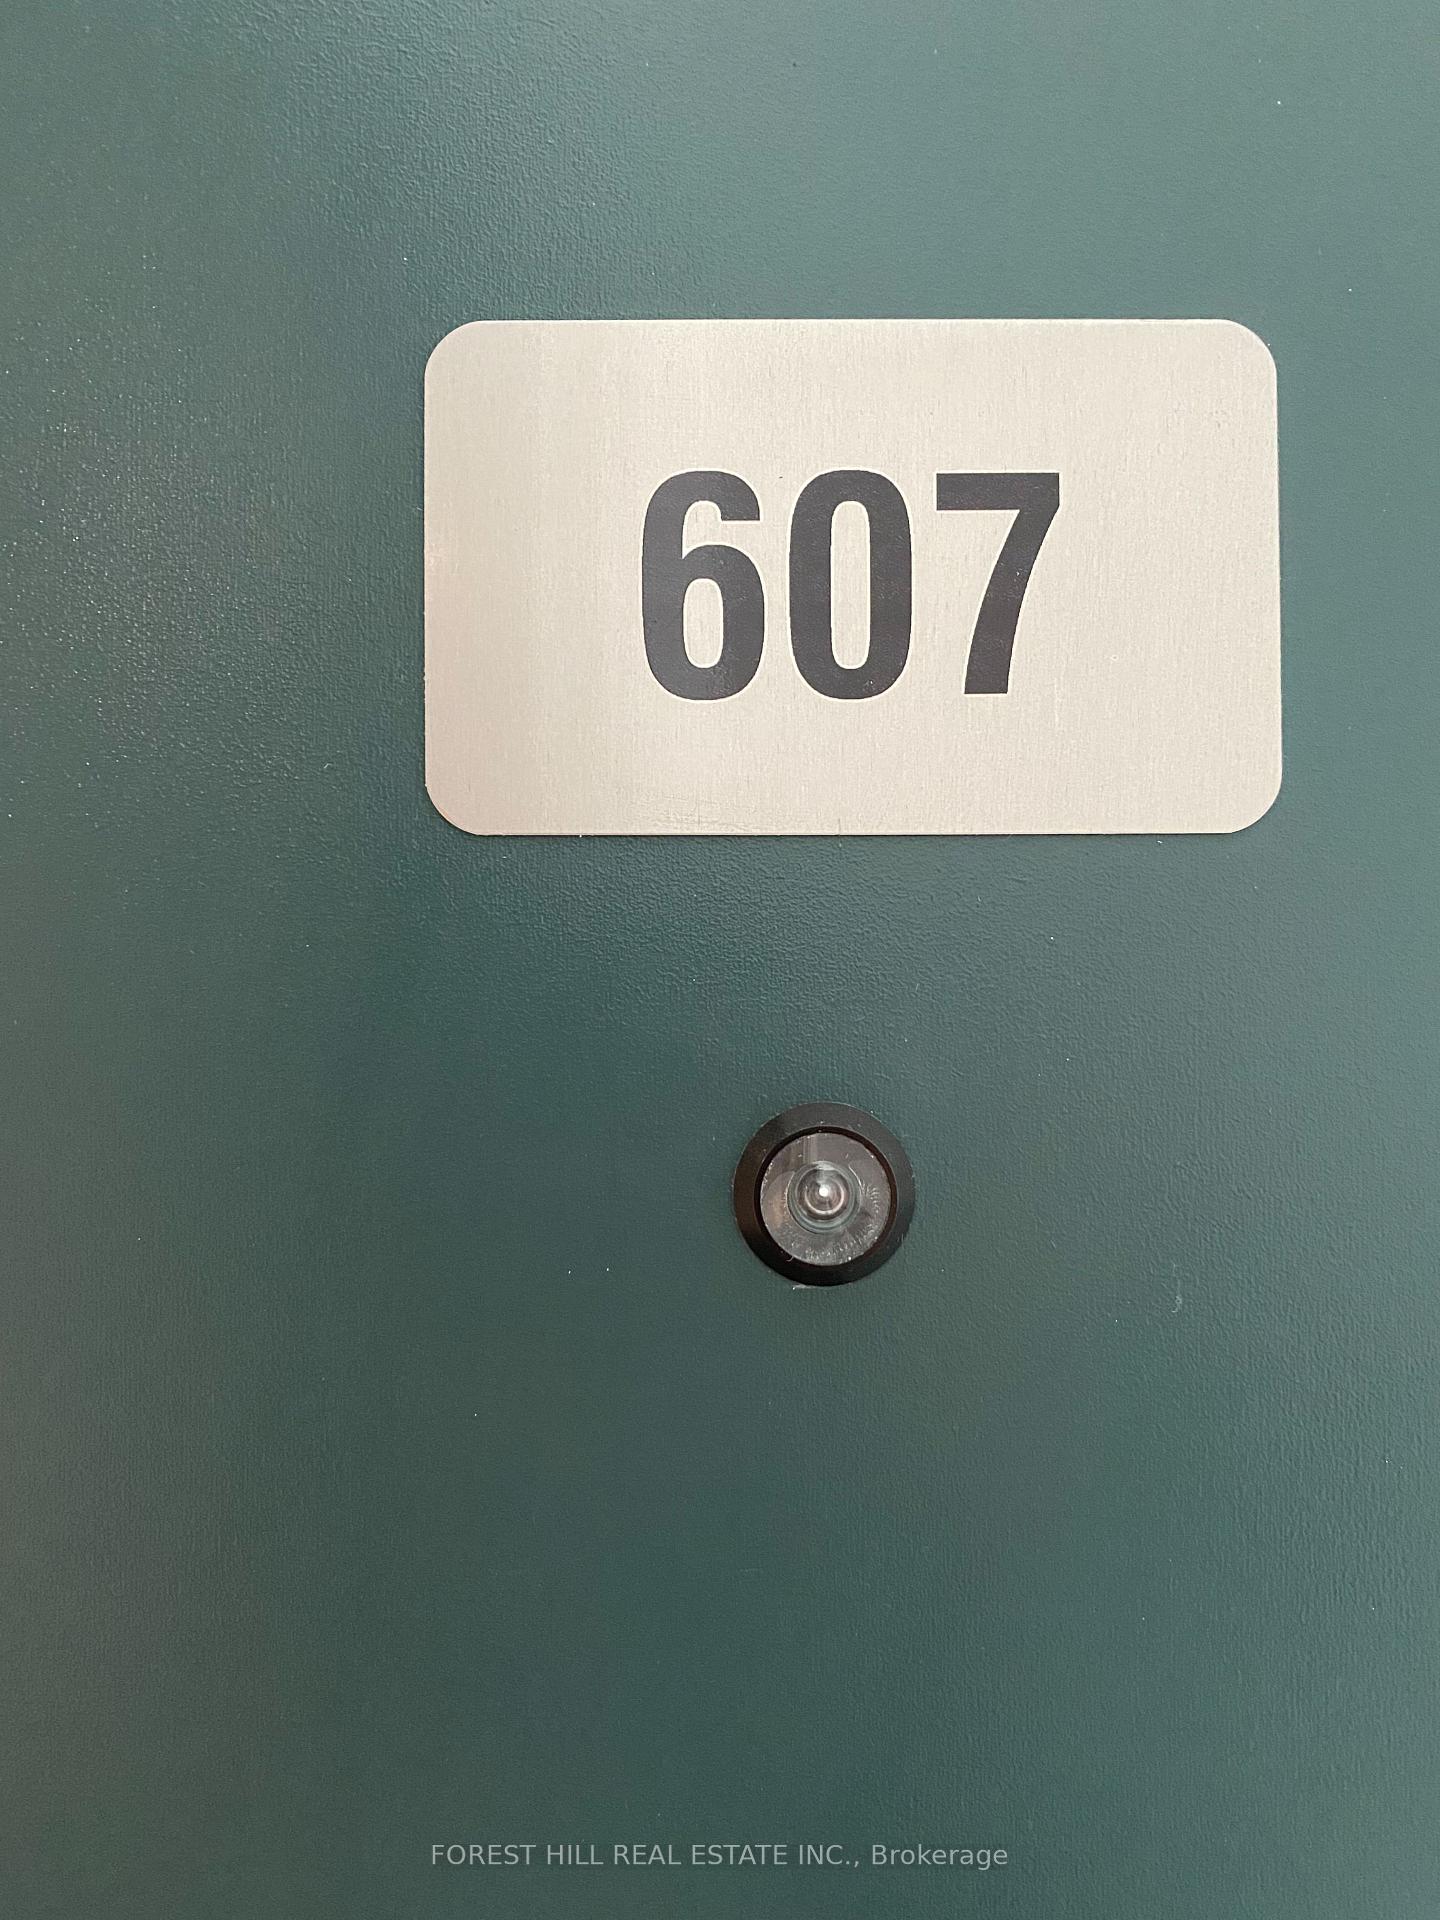 607
FOREST HILL REAL ESTATE INC., Brokerage